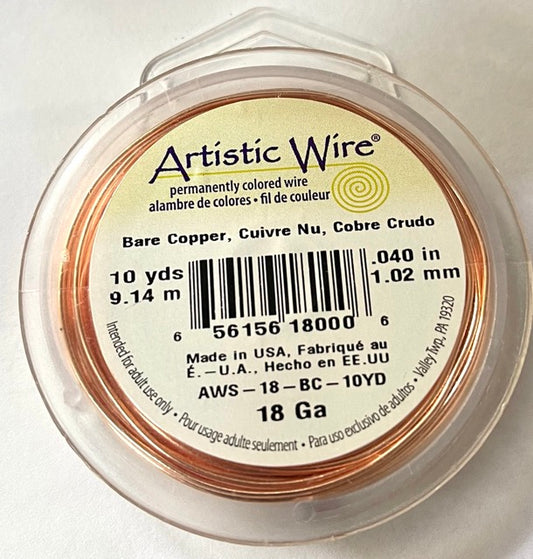 Artistic Wire®
permanently colored wire
alambre de colores • fil de couleur
Bare Copper, Cuivre Nu, Cobre Crudo
10 yds
9.14 m
.040 in
1.02 mm
6 56156 18000 6
Made in USA, Fabriqué au
É.-U.A., Hecho en EE.UU
AWS-18-BC-10YD
18 Ga
Intended for adult use only • Pour usage adulte seulement • Para uso exclusivo de adultos • Valley Twp, PA 19320